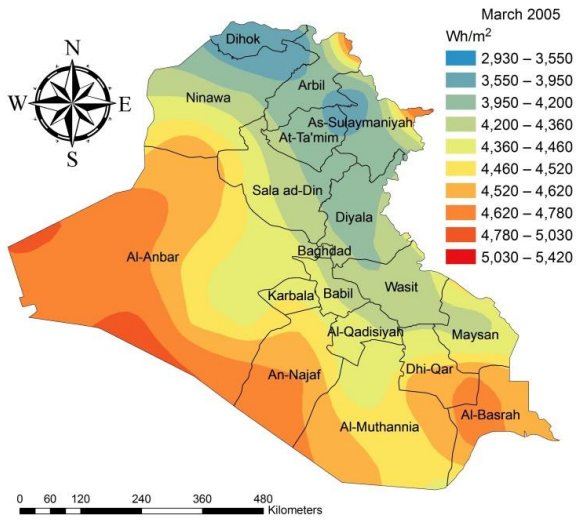 March 2005
Wh/m²
2,930 – 3,550
3,550 – 3,950
3,950 – 4,200
4,200 – 4,360
4,360 – 4,460
4,460 – 4,520
4,520 – 4,620
4,620 – 4,780
4,780 – 5,030
5,030 – 5,420
N
W
E
S
Dihok
Arbil
Ninawa
As-Sulaymaniyah
At-Ta'mim
Sala ad-Din
Diyala
Baghdad
Al-Anbar
Wasit
Karbala
Babil
Al-Qadisiyah
Maysan
Dhi-Qar
An-Najaf
Al-Basrah
Al-Muthannia
0 30 60 120 180 240 300 360 420 480
Kilometers